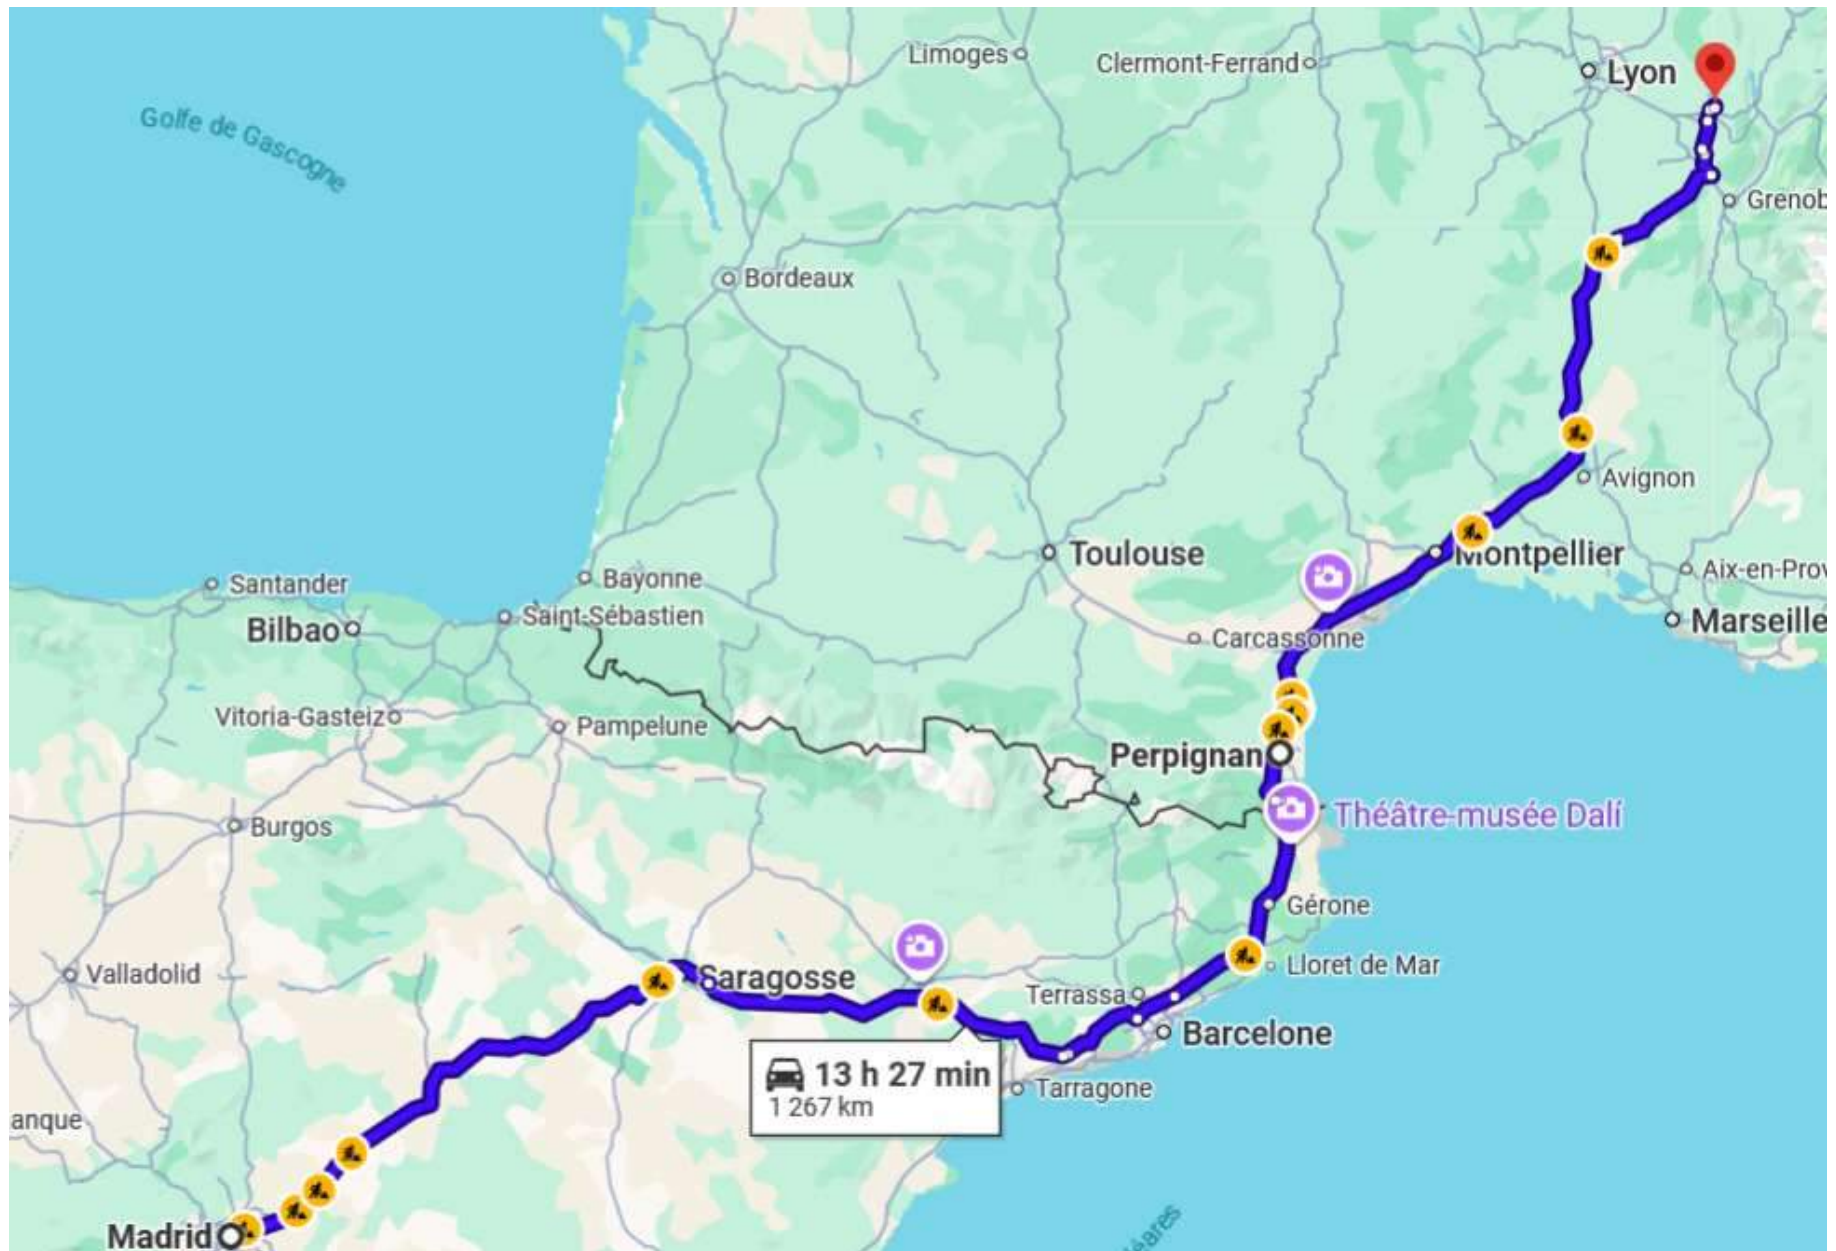 Limoges
Clermont-Ferrand
Lyon
Golfe de Gascogne
Grenob
Bordeaux
Avignon
Toulouse
Montpellier
Bayonne
Santander
Aix-en-Prov
Saint-Sébastien
Bilbao
Marseille
Carcassonne
Vitoria-Gasteiz
Pampelune
Perpignan
Théâtre-musée Dalí
Burgos
Gérone
Valladolid
Saragosse
Lloret de Mar
Terrassa
Barcelone
13 h 27 min
1 267 km
Tarragone
anque
Madrid
éares